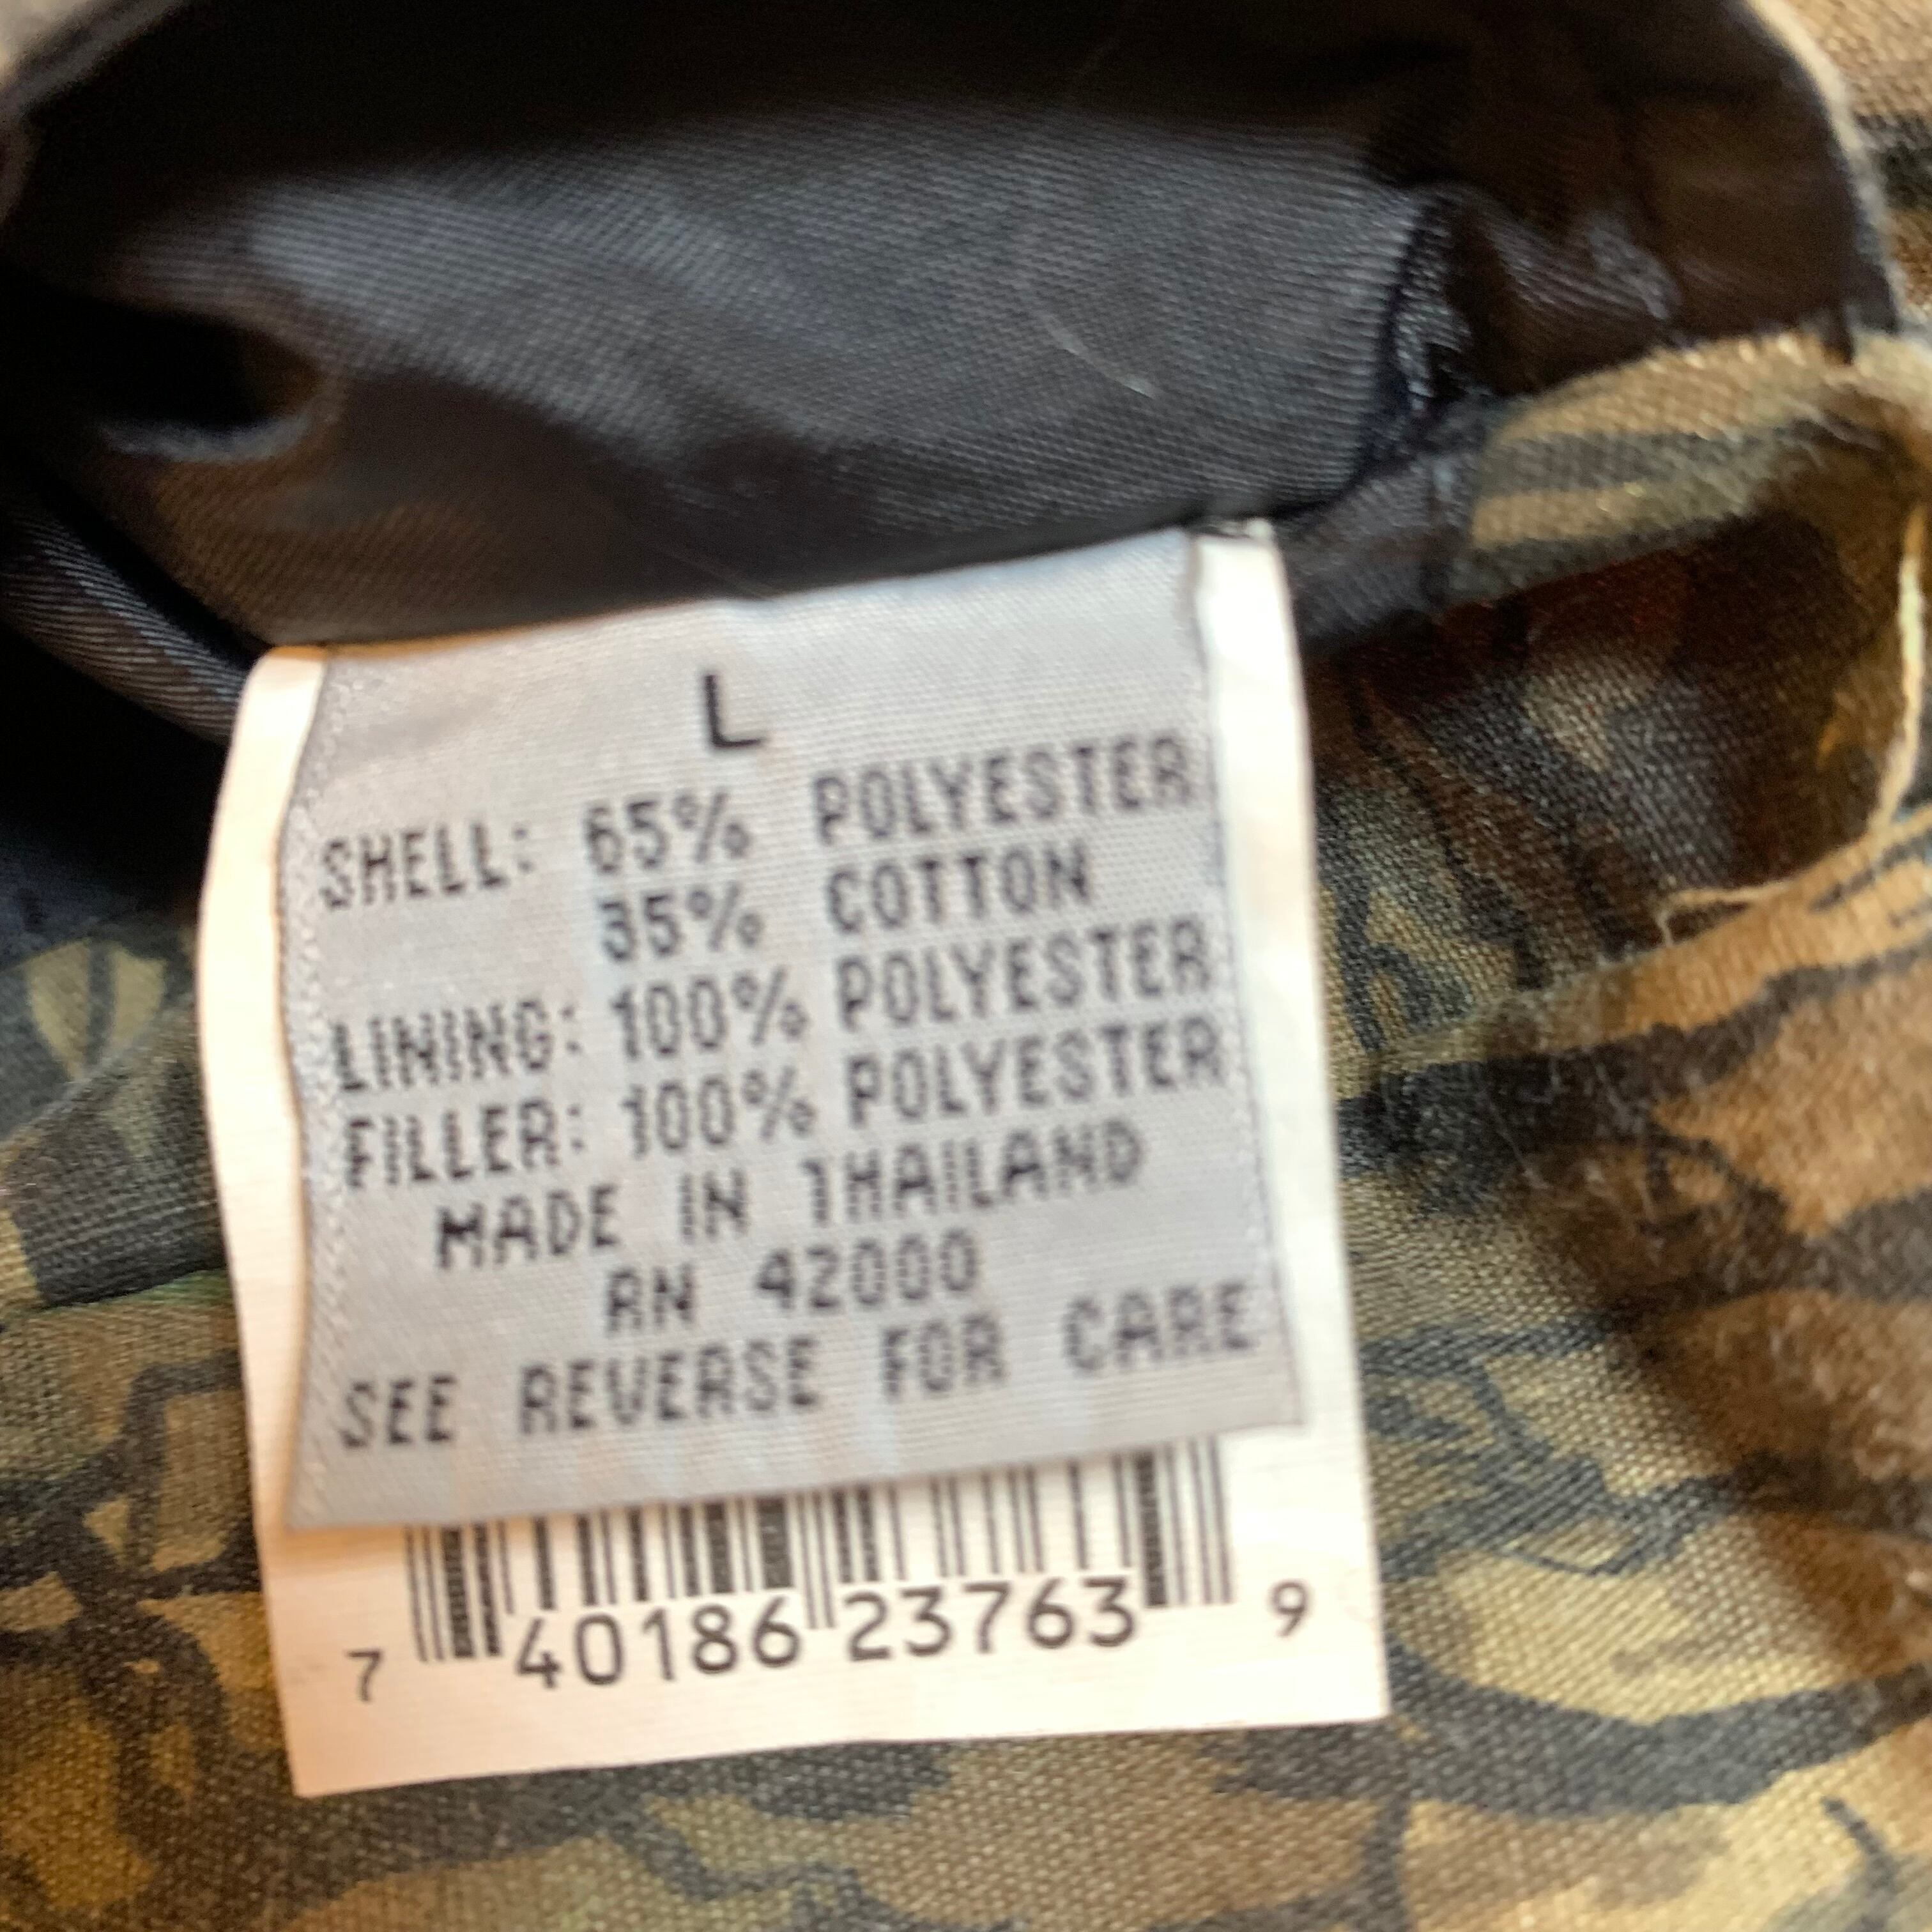 L
SHELL: 65% POLYESTER
35% COTTON
LINING: 100% POLYESTER
FILLER: 100% POLYESTER
MADE IN THAILAND
RN 42000
SEE REVERSE FOR CARE
7 40186 23763 9